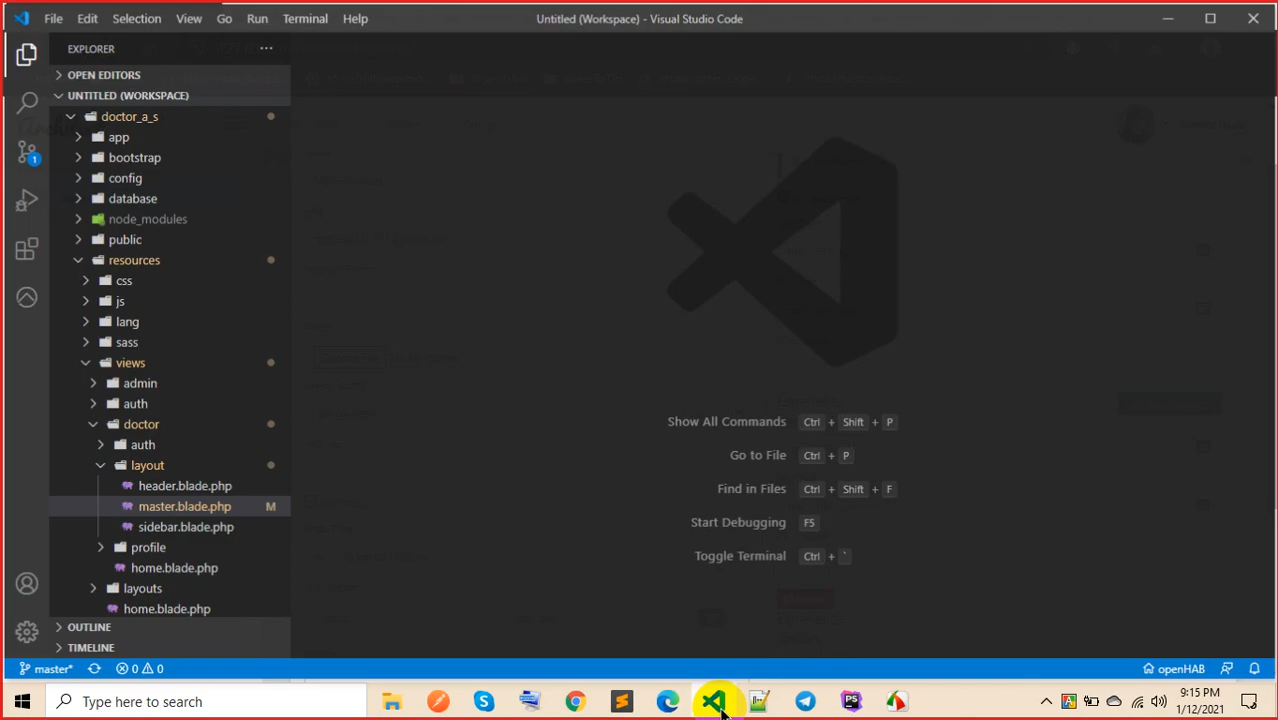 File Edit Selection View Go Run Terminal Help Untitled (Workspace) - Visual Studio Code
EXPLORER
OPEN EDITORS
UNTITLED (WORKSPACE)
doctor_a_s
app
bootstrap
config
database
node_modules
public
resources
css
js
lang
sass
views
admin
auth
doctor
auth
layout
header.blade.php
master.blade.php M
sidebar.blade.php
profile
home.blade.php
layouts
home.blade.php
OUTLINE
TIMELINE
1
Show All Commands Ctrl + Shift + P
Go to File Ctrl + P
Find in Files Ctrl + Shift + F
Start Debugging F5
Toggle Terminal Ctrl + `
master* 0 0 openHAB
Type here to search
PS
9:15 PM
1/12/2021